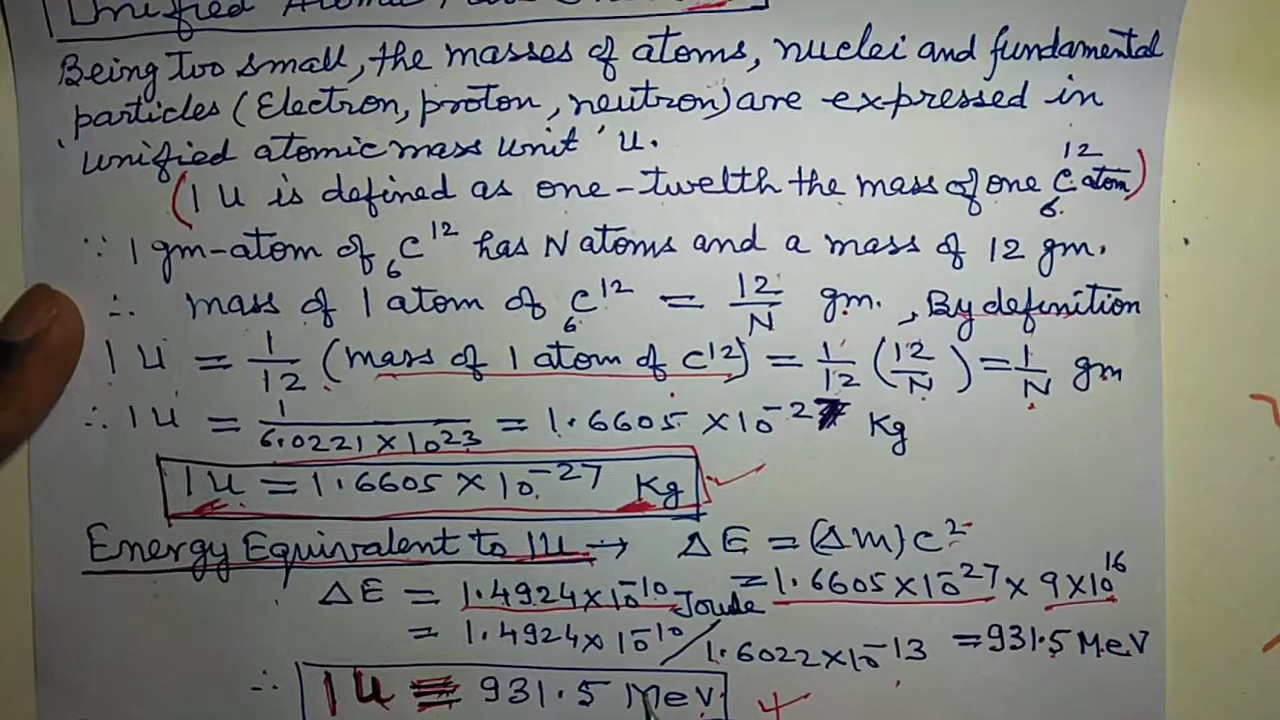 Unified Atomic
Being too small, the masses of atoms, nuclei and fundamental
particles (Electron, proton, neutron) are expressed in
'unified atomic mass unit' u.
(1 u is defined as one-twelth the mass of one ₆C¹² atom)
∵ 1 gm-atom of ₆C¹² has N atoms and a mass of 12 gm.
∴ mass of 1 atom of ₆C¹² = 12/N gm., By definition
1 u = 1/12 (mass of 1 atom of C¹²) = 1/12 (12/N) = 1/N gm
∴ 1 u = 1/6.0221 × 10²³ = 1.6605 × 10⁻²⁷ Kg
1 u = 1.6605 × 10⁻²⁷ Kg
Energy Equivalent to 1u → ΔE = (Δm)c²
ΔE = 1.4924 × 10⁻¹⁰ Joule = 1.6605 × 10⁻²⁷ × 9 × 10¹⁶
= 1.4924 × 10⁻¹⁰ / 1.6022 × 10⁻¹³ = 931.5 MeV
∴ 1 u ≡ 931.5 MeV